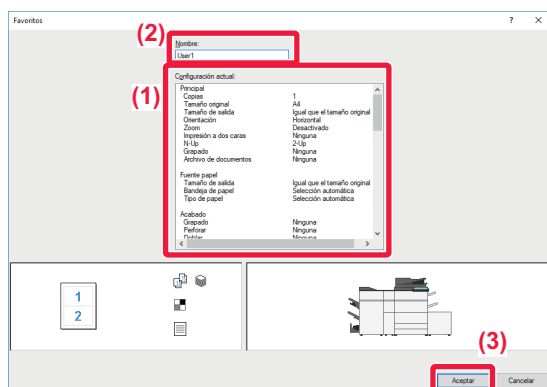 Favoritos ? ×
(2)
Nombre:
User1
(1)
Configuración actual:
Principal
Copias 1
Tamaño original A4
Tamaño de salida Igual que el tamaño original
Orientación Horizontal
Zoom Desactivado
Impresión a dos caras Ninguna
N-Up 2-Up
Grapado Ninguna
Archivo de documentos Ninguna
Fuente papel
Tamaño de salida Igual que el tamaño original
Bandeja de papel Selección automática
Tipo de papel Selección automática
Acabado
Grapado Ninguna
Perforar Ninguna
Doblar Ninguna
1
2
(3)
Aceptar Cancelar